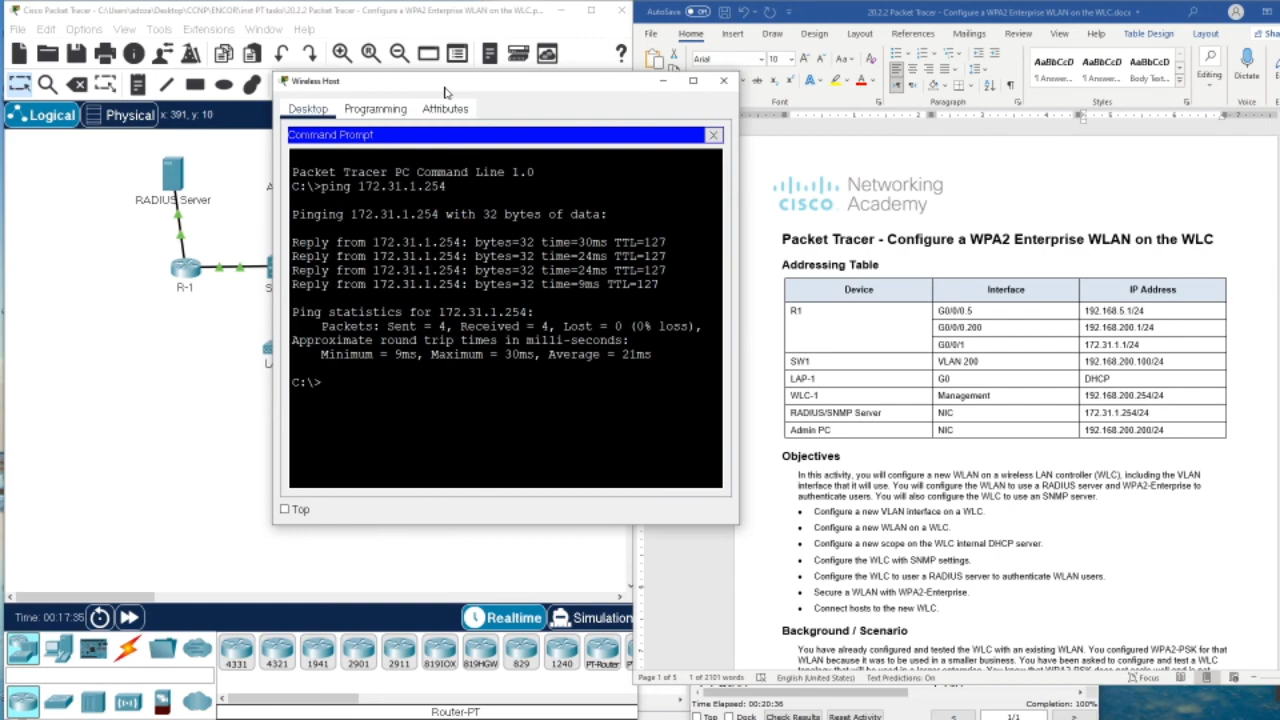 Cisco Packet Tracer - C:\Users\adzoa\Desktop\CCNP\ENCOR\inst PT tasks\20.2.2 Packet Tracer - Configure a WPA2 Enterprise WLAN on the WLC.p...
File Edit Options View Tools Extensions Window Help
Logical Physical x: 391, y: 10
RADIUS Server
R-1
Wireless Host
Desktop Programming Attributes
Command Prompt
Packet Tracer PC Command Line 1.0
C:\>ping 172.31.1.254
Pinging 172.31.1.254 with 32 bytes of data:
Reply from 172.31.1.254: bytes=32 time=30ms TTL=127
Reply from 172.31.1.254: bytes=32 time=24ms TTL=127
Reply from 172.31.1.254: bytes=32 time=24ms TTL=127
Reply from 172.31.1.254: bytes=32 time=9ms TTL=127
Ping statistics for 172.31.1.254:
Packets: Sent = 4, Received = 4, Lost = 0 (0% loss),
Approximate round trip times in milli-seconds:
Minimum = 9ms, Maximum = 30ms, Average = 21ms
C:\>
Top
Time: 00:17:35
Realtime Simulation
4331 4321 1941 2901 2911 819IOX 819HGW 829 1240 PT-Router
Router-PT
AutoSave Off 20.2.2 Packet Tracer - Configure a WPA2 Enterprise WLAN on the WLC.docx
File Home Insert Draw Design Layout References Mailings Review View Help Table Design Layout
Arial 10
AaBbCcD AaBbCcD AaBbCcD
Answer... Answer... Body Text...
Editing Dictate
Font Paragraph Styles Voice
Networking
CISCO Academy
Packet Tracer - Configure a WPA2 Enterprise WLAN on the WLC
Addressing Table
Device Interface IP Address
R1 G0/0/0.5 192.168.5.1/24
G0/0/0.200 192.168.200.1/24
G0/0/1 172.31.1.1/24
SW1 VLAN 200 192.168.200.100/24
LAP-1 G0 DHCP
WLC-1 Management 192.168.200.254/24
RADIUS/SNMP Server NIC 172.31.1.254/24
Admin PC NIC 192.168.200.200/24
Objectives
In this activity, you will configure a new WLAN on a wireless LAN controller (WLC), including the VLAN
interface that it will use. You will configure the WLAN to use a RADIUS server and WPA2-Enterprise to
authenticate users. You will also configure the WLC to use an SNMP server.
• Configure a new VLAN interface on a WLC.
• Configure a new WLAN on a WLC.
• Configure a new scope on the WLC internal DHCP server.
• Configure the WLC with SNMP settings.
• Configure the WLC to user a RADIUS server to authenticate WLAN users.
• Secure a WLAN with WPA2-Enterprise.
• Connect hosts to the new WLC.
Background / Scenario
You have already configured and tested the WLC with an existing WLAN. You configured WPA2-PSK for that
WLAN because it was to be used in a smaller business. You have been asked to configure and test a WLC
Page 1 of 5 1 of 2101 words English (United States) Text Predictions: On Focus
Time Elapsed: 00:20:36 Completion: 100%
Top Dock Check Results Reset Activity < 1/1 >